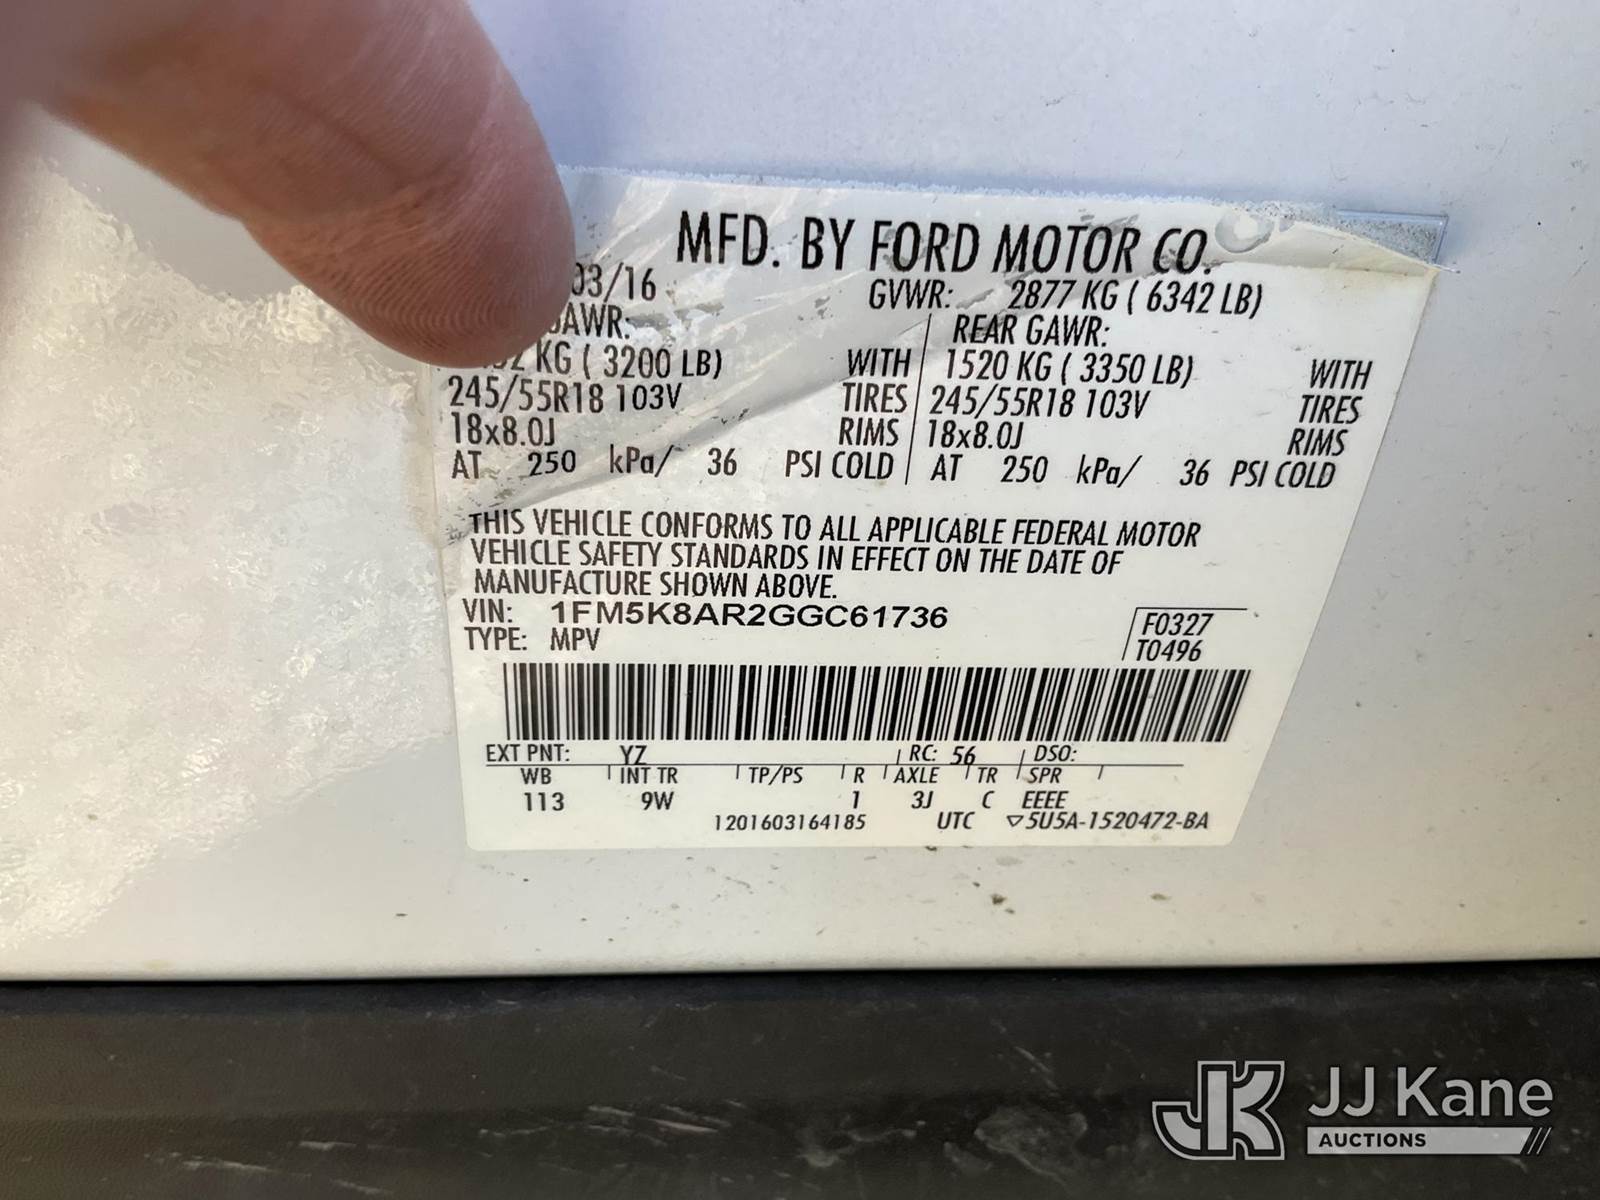 MFD. BY FORD MOTOR CO.
03/16 GVWR: 2877 KG ( 6342 LB)
GAWR: REAR GAWR:
KG ( 3200 LB) WITH 1520 KG ( 3350 LB) WITH
245/55R18 103V TIRES 245/55R18 103V TIRES
18x8.0J RIMS 18x8.0J RIMS
AT 250 kPa/ 36 PSI COLD AT 250 kPa/ 36 PSI COLD
THIS VEHICLE CONFORMS TO ALL APPLICABLE FEDERAL MOTOR
VEHICLE SAFETY STANDARDS IN EFFECT ON THE DATE OF
MANUFACTURE SHOWN ABOVE.
VIN: 1FM5K8AR2GGC61736 F0327
TYPE: MPV T0496
EXT PNT: YZ RC: 56 DSO:
WB INT TR TP/PS R AXLE TR SPR
113 9W 1 3J C EEEE
1201603164185 UTC ▽5U5A-1520472-BA
JK JJ Kane
AUCTIONS